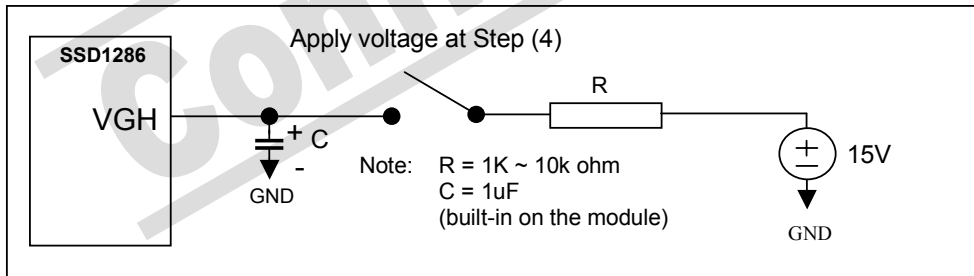 SSD1286
Apply voltage at Step (4)
R
VGH
+ C
-
GND
Note: R = 1K ~ 10k ohm
C = 1uF
(built-in on the module)
+
−
15V
GND